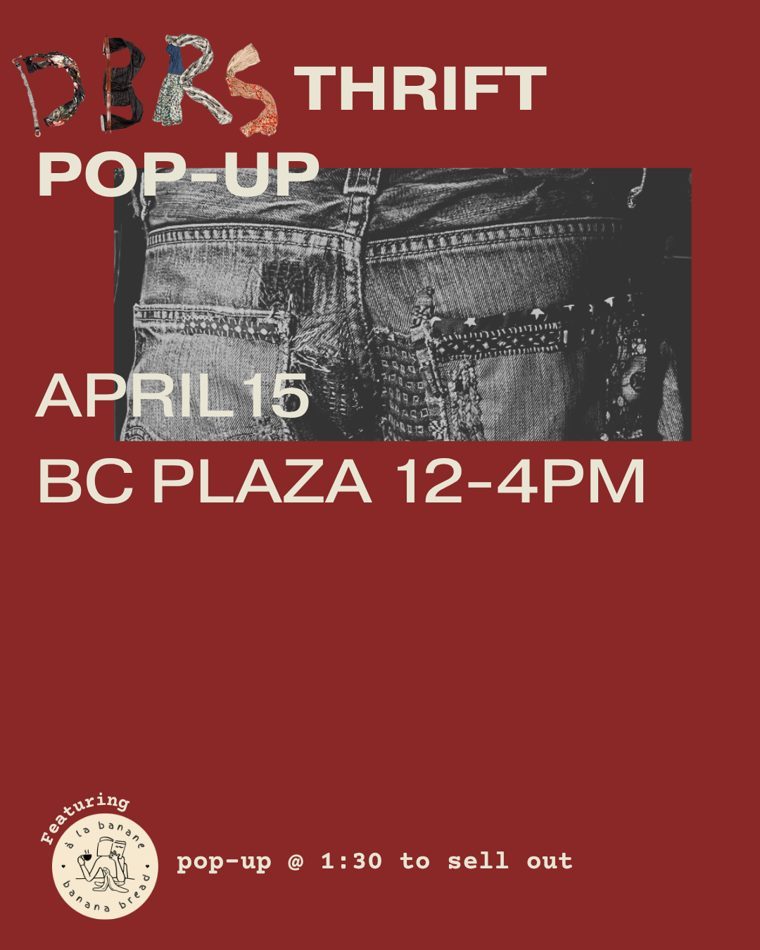 DBRS THRIFT
POP-UP
APRIL 15
BC PLAZA 12-4PM
Featuring
à la banane
banana bread
pop-up @ 1:30 to sell out